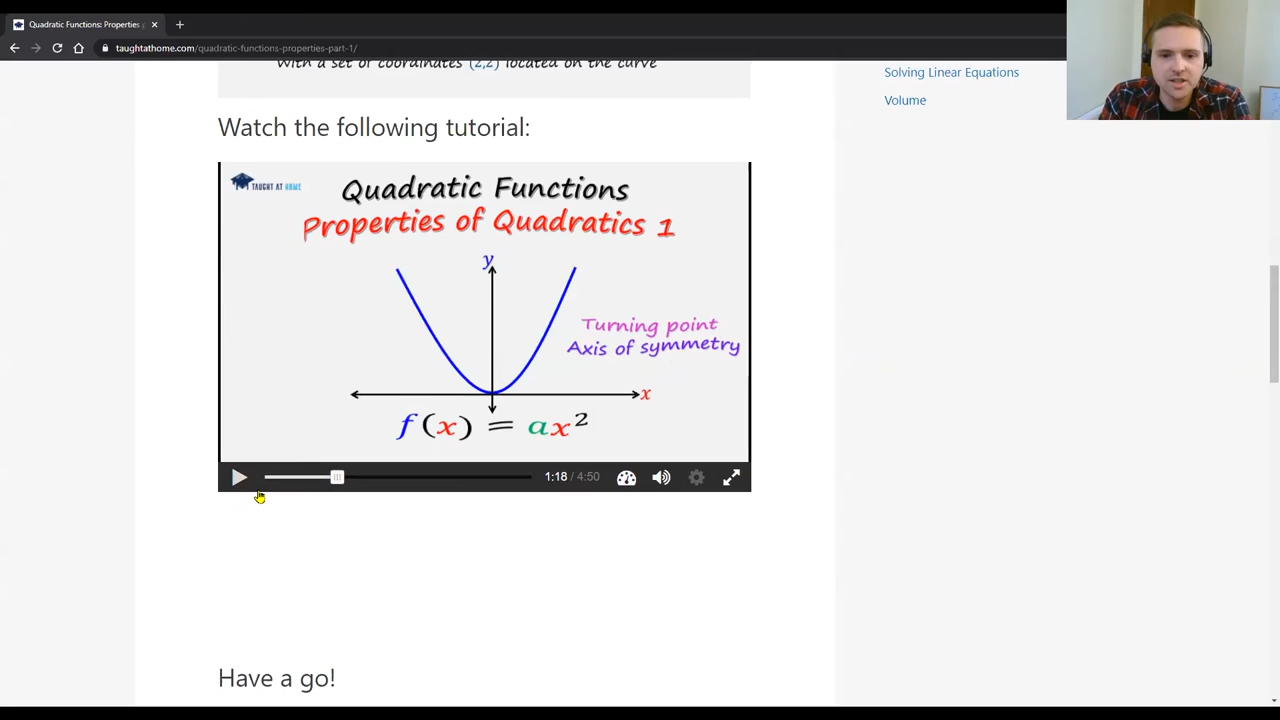 Quadratic Functions: Properties
taughtathome.com/quadratic-functions-properties-part-1/
With a set of coordinates (2,2) located on the curve
Solving Linear Equations
Volume
Watch the following tutorial:
TAUGHT AT HOME
Quadratic Functions
Properties of Quadratics 1
y
Turning point
Axis of symmetry
x
f(x) = ax²
1:18 / 4:50
Have a go!